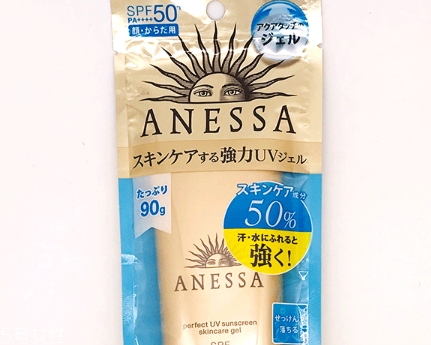 SPF50+
PA++++
顔・からだ用
アクアブースター
ジェル
ANESSA
スキンケアする強力UVジェル
たっぷり
90g
スキンケア成分
50%
汗・水にふれると
強く!
ANESSA
perfect UV sunscreen
skincare gel
SPF
せっけんで
落ちる